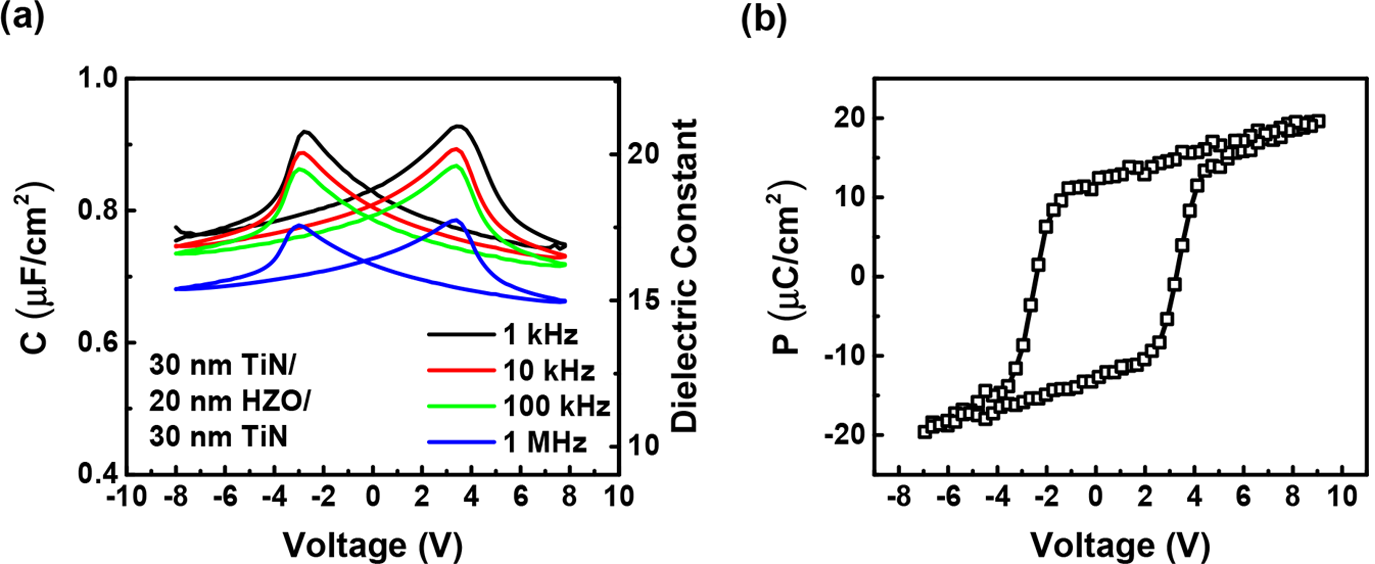 (a)
1.0
0.8
0.6
0.4
C (μF/cm²)
20
15
10
Dielectric Constant
1 kHz
10 kHz
100 kHz
1 MHz
30 nm TiN/
20 nm HZO/
30 nm TiN
-10 -8 -6 -4 -2 0 2 4 6 8 10
Voltage (V)
(b)
20
10
0
-10
-20
P (μC/cm²)
-8 -6 -4 -2 0 2 4 6 8 10
Voltage (V)